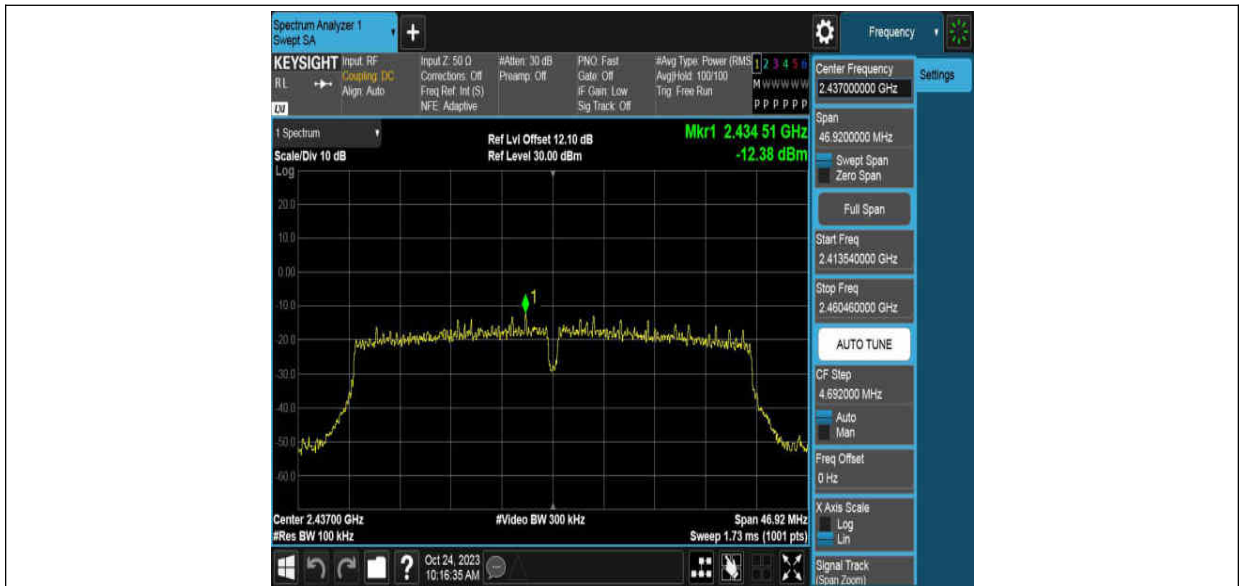 Spectrum Analyzer 1
Swept SA
+
Frequency
KEYSIGHT
RL
LXI
Input: RF
Coupling: DC
Align: Auto
Input Z: 50 Ω
Corrections: Off
Freq Ref: Int (S)
NFE: Adaptive
#Atten: 30 dB
Preamp: Off
PNO: Fast
Gate: Off
IF Gain: Low
Sig Track: Off
#Avg Type: Power (RMS
Avg|Hold: 100/100
Trig: Free Run
1 2 3 4 5 6
M W W W W W
P P P P P P
1 Spectrum
Scale/Div 10 dB
Ref Lvl Offset 12.10 dB
Ref Level 30.00 dBm
Mkr1 2.434 51 GHz
-12.38 dBm
Log
20.0
10.0
0.00
-10.0
-20.0
-30.0
-40.0
-50.0
-60.0
1
Center 2.43700 GHz
#Res BW 100 kHz
#Video BW 300 kHz
Span 46.92 MHz
Sweep 1.73 ms (1001 pts)
?
Oct 24, 2023
10:16:35 AM
Center Frequency
2.437000000 GHz
Settings
Span
46.9200000 MHz
Swept Span
Zero Span
Full Span
Start Freq
2.413540000 GHz
Stop Freq
2.460460000 GHz
AUTO TUNE
CF Step
4.692000 MHz
Auto
Man
Freq Offset
0 Hz
X Axis Scale
Log
Lin
Signal Track
(Span Zoom)